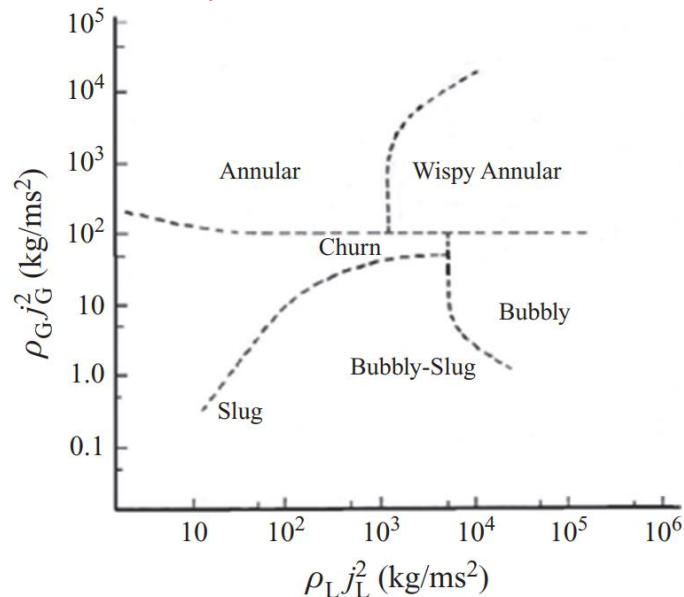 10^5
10^4
10^3
10^2
10
1.0
0.1
ρ_G j_G^2 (kg/ms^2)
Annular
Wispy Annular
Churn
Bubbly
Bubbly-Slug
Slug
10 10^2 10^3 10^4 10^5 10^6
ρ_L j_L^2 (kg/ms^2)